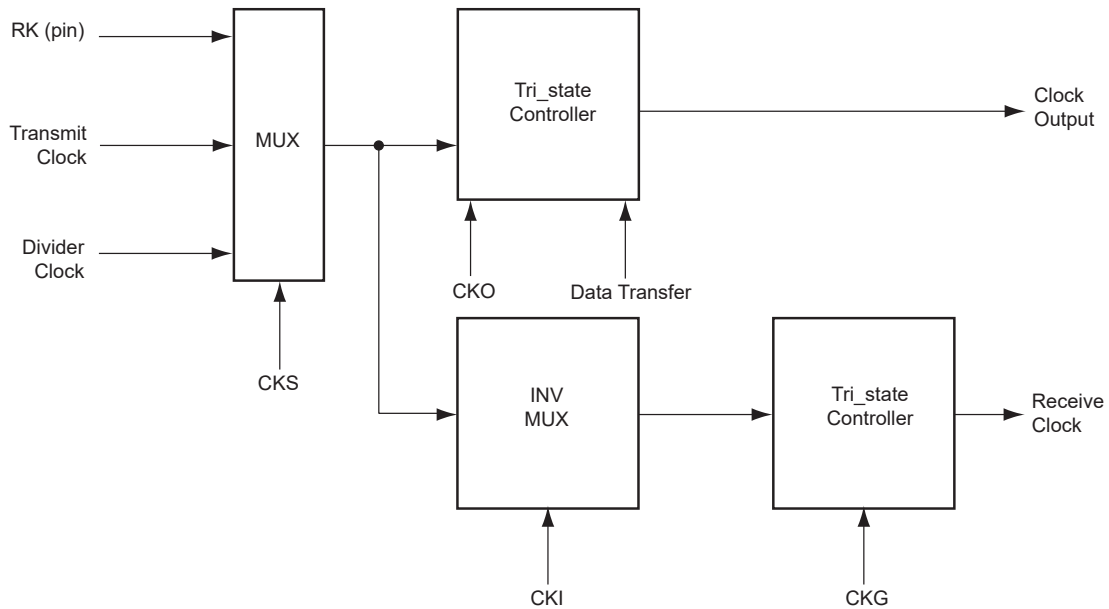 RK (pin)
Transmit
Clock
Divider
Clock
MUX
CKS
Tri_state
Controller
CKO
Data Transfer
Clock
Output
INV
MUX
CKI
Tri_state
Controller
CKG
Receive
Clock